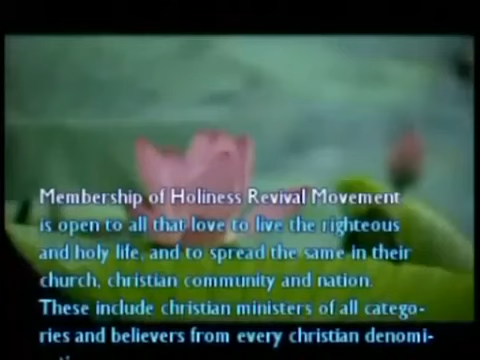 Membership of Holiness Revival Movement
is open to all that love to live the righteous
and holy life, and to spread the same in their
church, christian community and nation.
These include christian ministers of all catego-
ries and believers from every christian denomi-